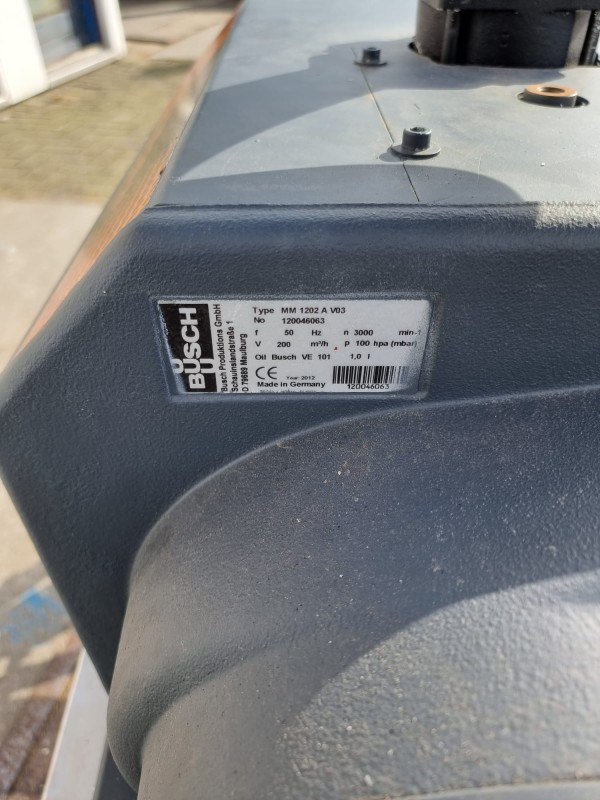 BUSCH
Busch Produktions GmbH
Schauinslandstraße 1
D 79689 Maulburg
Type MM 1202 A V03
No 120046063
f 50 Hz n 3000 min-1
V 200 m³/h p 100 hpa (mbar)
Oil Busch VE 101 1,0 l
CE Year 2012
Made in Germany
120046063